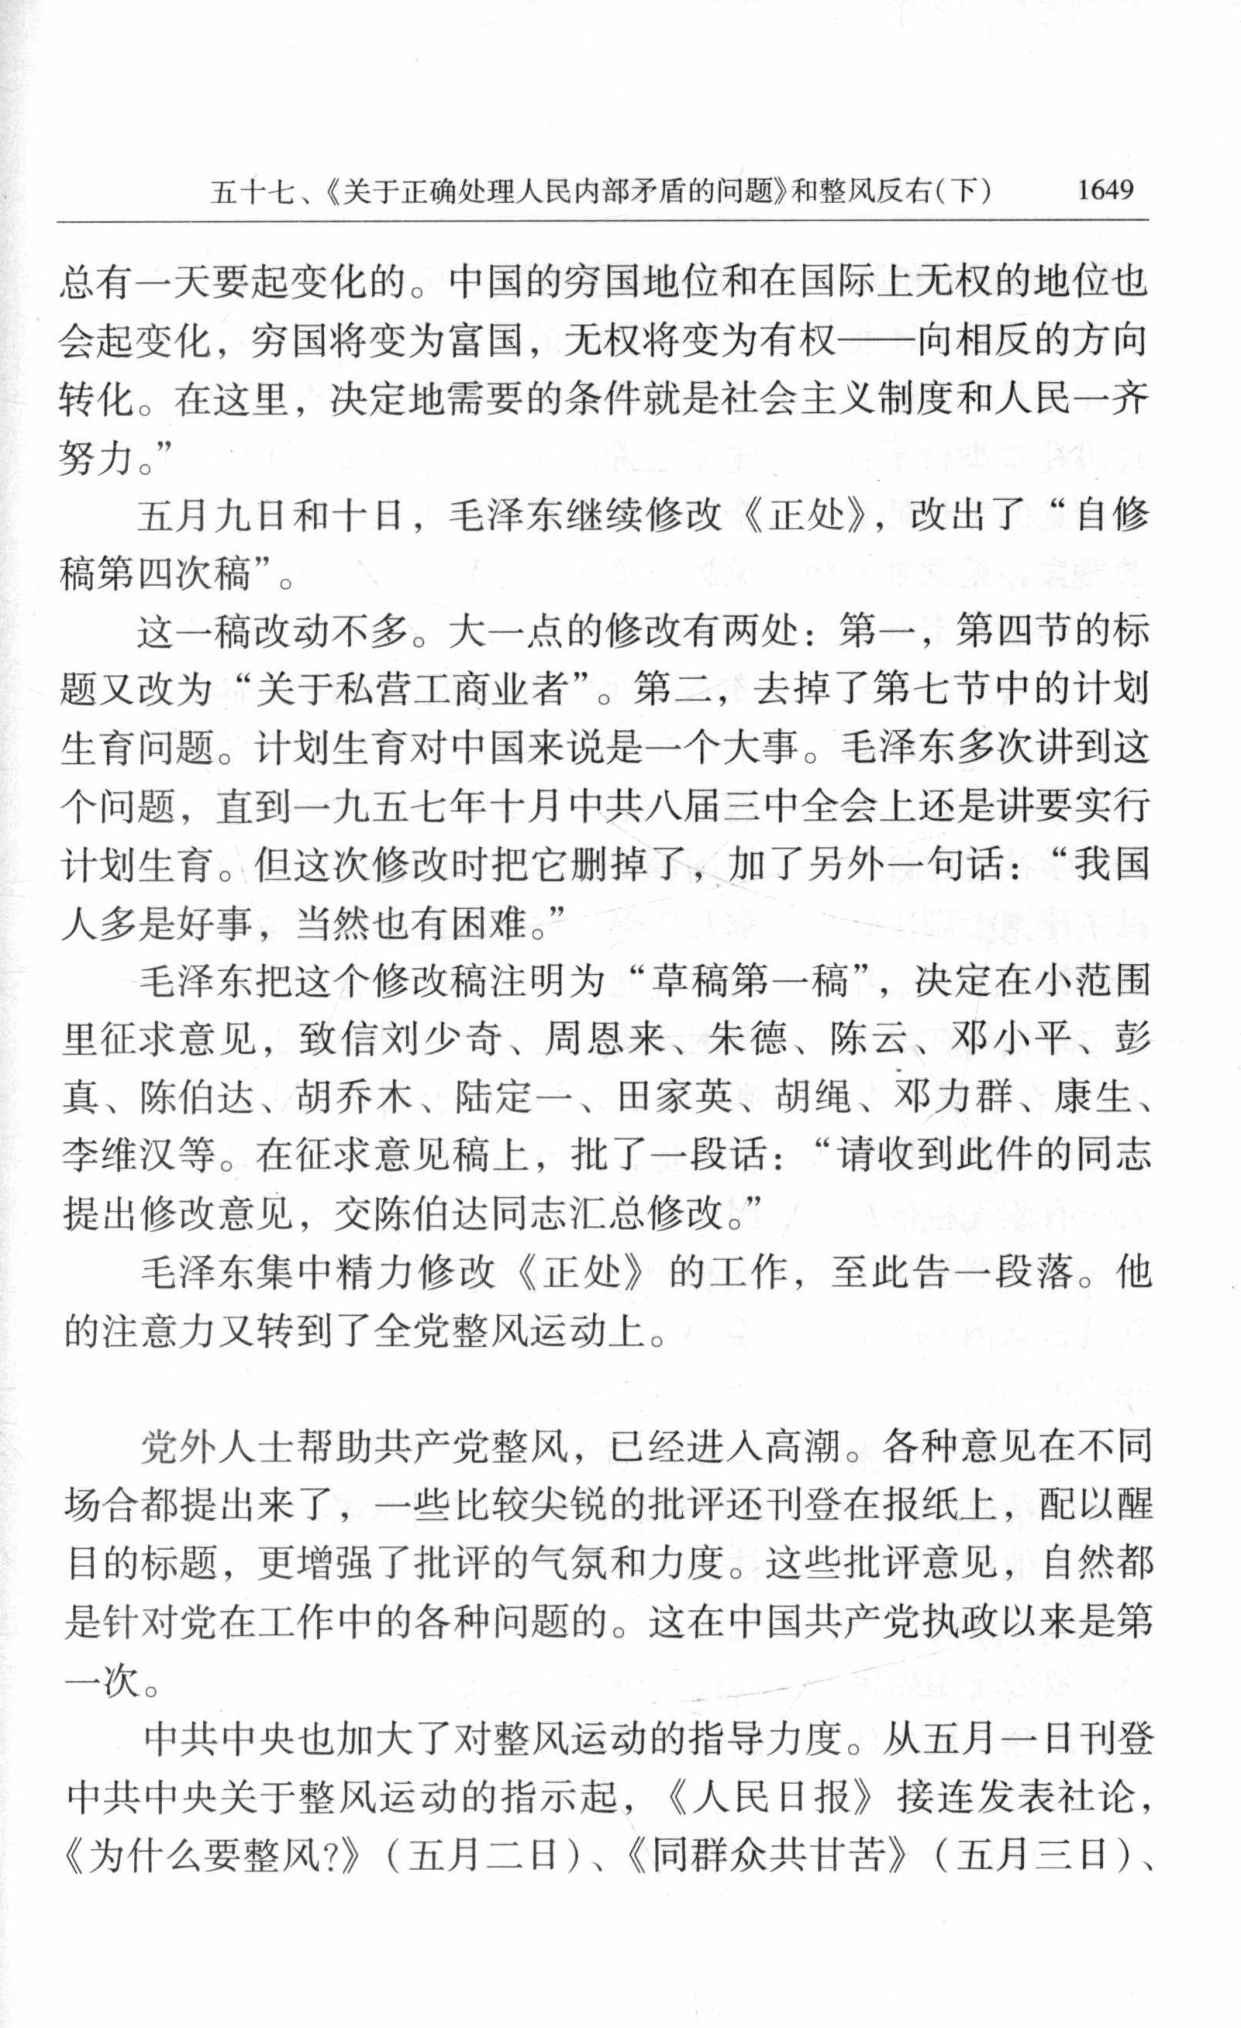 五十七、《关于正确处理人民内部矛盾的问题》和整风反右(下) 1649
总有一天要起变化的。中国的穷国地位和在国际上无权的地位也
会起变化，穷国将变为富国，无权将变为有权——向相反的方向
转化。在这里，决定地需要的条件就是社会主义制度和人民一齐
努力。”
五月九日和十日，毛泽东继续修改《正处》，改出了“自修
稿第四次稿”。
这一稿改动不多。大一点的修改有两处：第一，第四节的标
题又改为“关于私营工商业者”。第二，去掉了第七节中的计划
生育问题。计划生育对中国来说是一个大事。毛泽东多次讲到这
个问题，直到一九五七年十月中共八届三中全会上还是讲要实行
计划生育。但这次修改时把它删掉了，加了另外一句话：“我国
人多是好事，当然也有困难。”
毛泽东把这个修改稿注明为“草稿第一稿”，决定在小范围
里征求意见，致信刘少奇、周恩来、朱德、陈云、邓小平、彭
真、陈伯达、胡乔木、陆定一、田家英、胡绳、邓力群、康生、
李维汉等。在征求意见稿上，批了一段话：“请收到此件的同志
提出修改意见，交陈伯达同志汇总修改。”
毛泽东集中精力修改《正处》的工作，至此告一段落。他
的注意力又转到了全党整风运动上。
党外人士帮助共产党整风，已经进入高潮。各种意见在不同
场合都提出来了，一些比较尖锐的批评还刊登在报纸上，配以醒
目的标题，更增强了批评的气氛和力度。这些批评意见，自然都
是针对党在工作中的各种问题的。这在中国共产党执政以来是第
一次。
中共中央也加大了对整风运动的指导力度。从五月一日刊登
中共中央关于整风运动的指示起，《人民日报》接连发表社论，
《为什么要整风?》（五月二日）、《同群众共甘苦》（五月三日）、